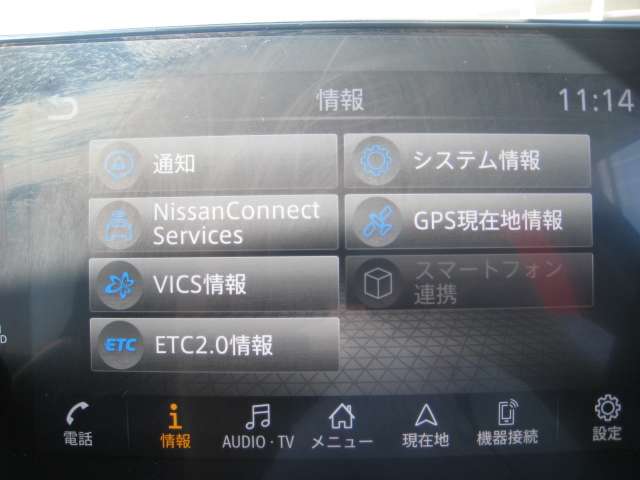 情報
11:14
通知
システム情報
NissanConnect
Services
GPS現在地情報
VICS情報
スマートフォン
連携
ETC
ETC2.0情報
電話
情報
AUDIO・TV
メニュー
現在地
機器接続
設定